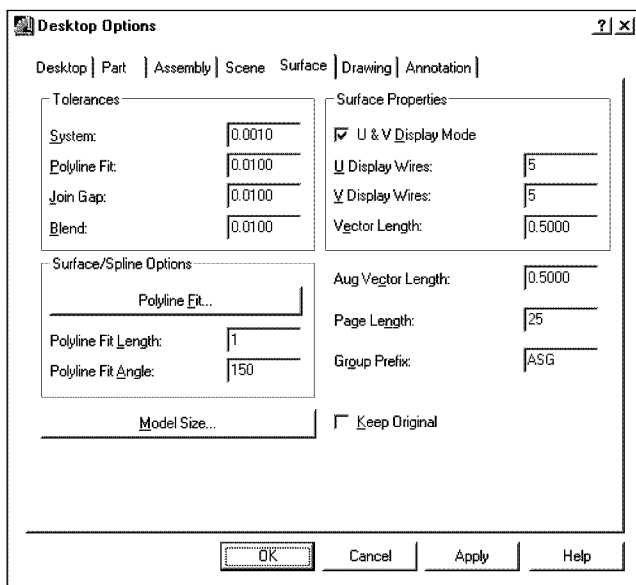 Desktop Options
? X
Desktop Part Assembly Scene Surface Drawing Annotation
Tolerances
System: 0.0010
Polyline Fit: 0.0100
Join Gap: 0.0100
Blend: 0.0100
Surface Properties
U & V Display Mode
U Display Wires: 5
V Display Wires: 5
Vector Length: 0.5000
Surface/Spline Options
Polyline Fit...
Polyline Fit Length: 1
Polyline Fit Angle: 150
Aug Vector Length: 0.5000
Page Length: 25
Group Prefix: ASG
Model Size...
Keep Original
OK Cancel Apply Help